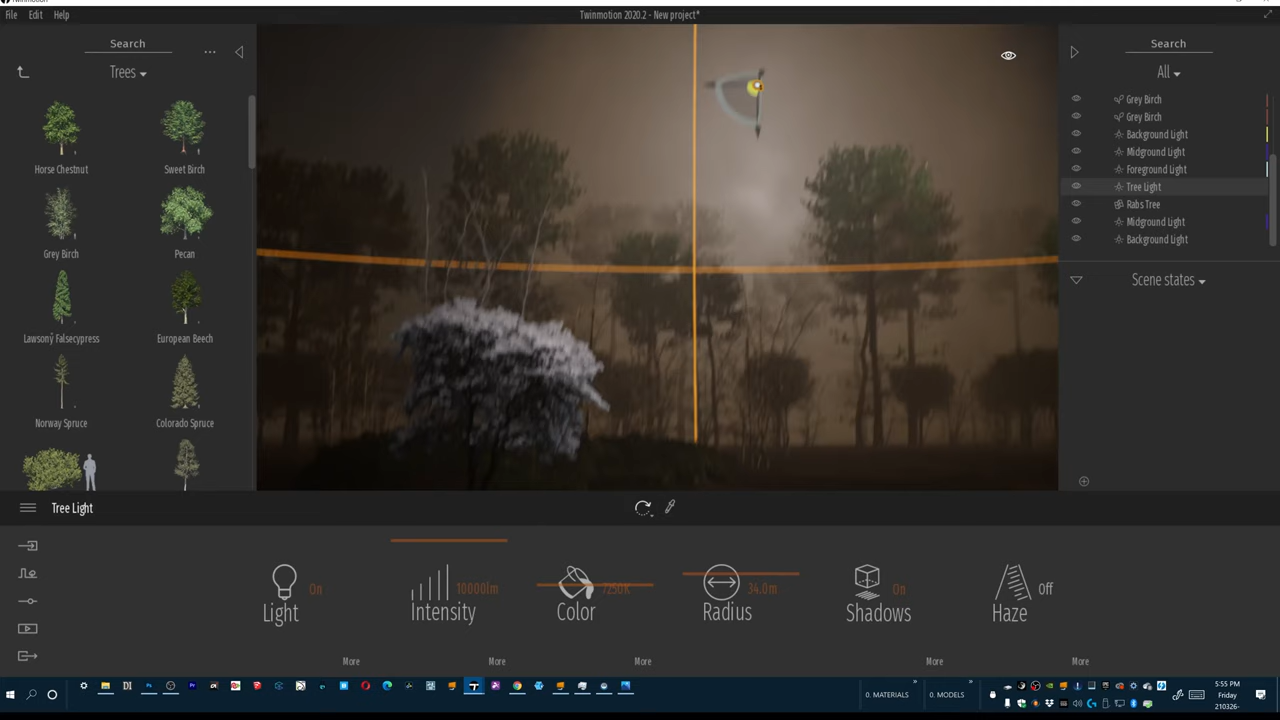 Twinmotion
File Edit Help
Twinmotion 2020.2 - New project*
Search
...
Trees
Horse Chestnut
Sweet Birch
Grey Birch
Pecan
Lawsony Falsecypress
European Beech
Norway Spruce
Colorado Spruce
Search
All
Grey Birch
Grey Birch
Background Light
Midground Light
Foreground Light
Tree Light
Rabs Tree
Midground Light
Background Light
Scene states
Tree Light
Light On
Intensity 10000lm
Color 7250K
Radius 34.0m
Shadows On
Haze Off
More
More
More
More
More
0. MATERIALS
0. MODELS
5:55 PM
Friday
210326-